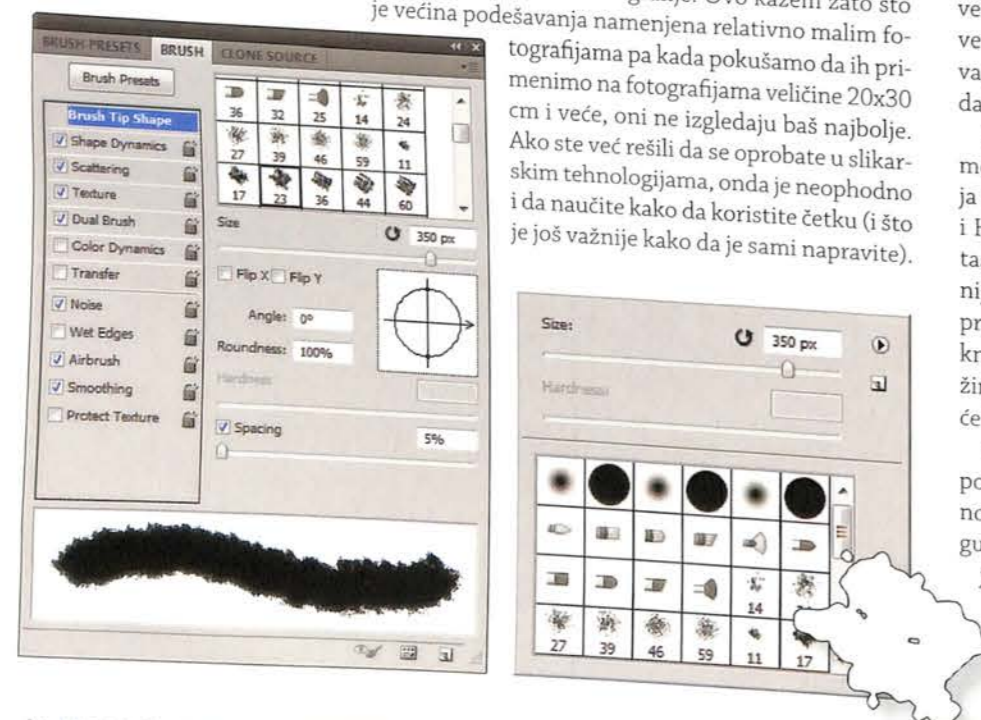 je većina podešavanja namenjena relativno malim fo-
tografijama pa kada pokušamo da ih pri-
menimo na fotografijama veličine 20x30
cm i veće, oni ne izgledaju baš najbolje.
Ako ste već rešili da se oprobate u slikar-
skim tehnologijama, onda je neophodno
i da naučite kako da koristite četku (i što
je još važnije kako da je sami napravite).
BRUSH PRESETS BRUSH CLONE SOURCE
Brush Presets
Brush Tip Shape
Shape Dynamics
Scattering
Texture
Dual Brush
Color Dynamics
Transfer
Noise
Wet Edges
Airbrush
Smoothing
Protect Texture
36 32 25 14 24
27 39 46 59 11
17 23 36 44 60
Size 350 px
Flip X Flip Y
Angle: 0º
Roundness: 100%
Hardness
Spacing 5%
Size: 350 px
Hardness:
14
27 39 46 59 11 17